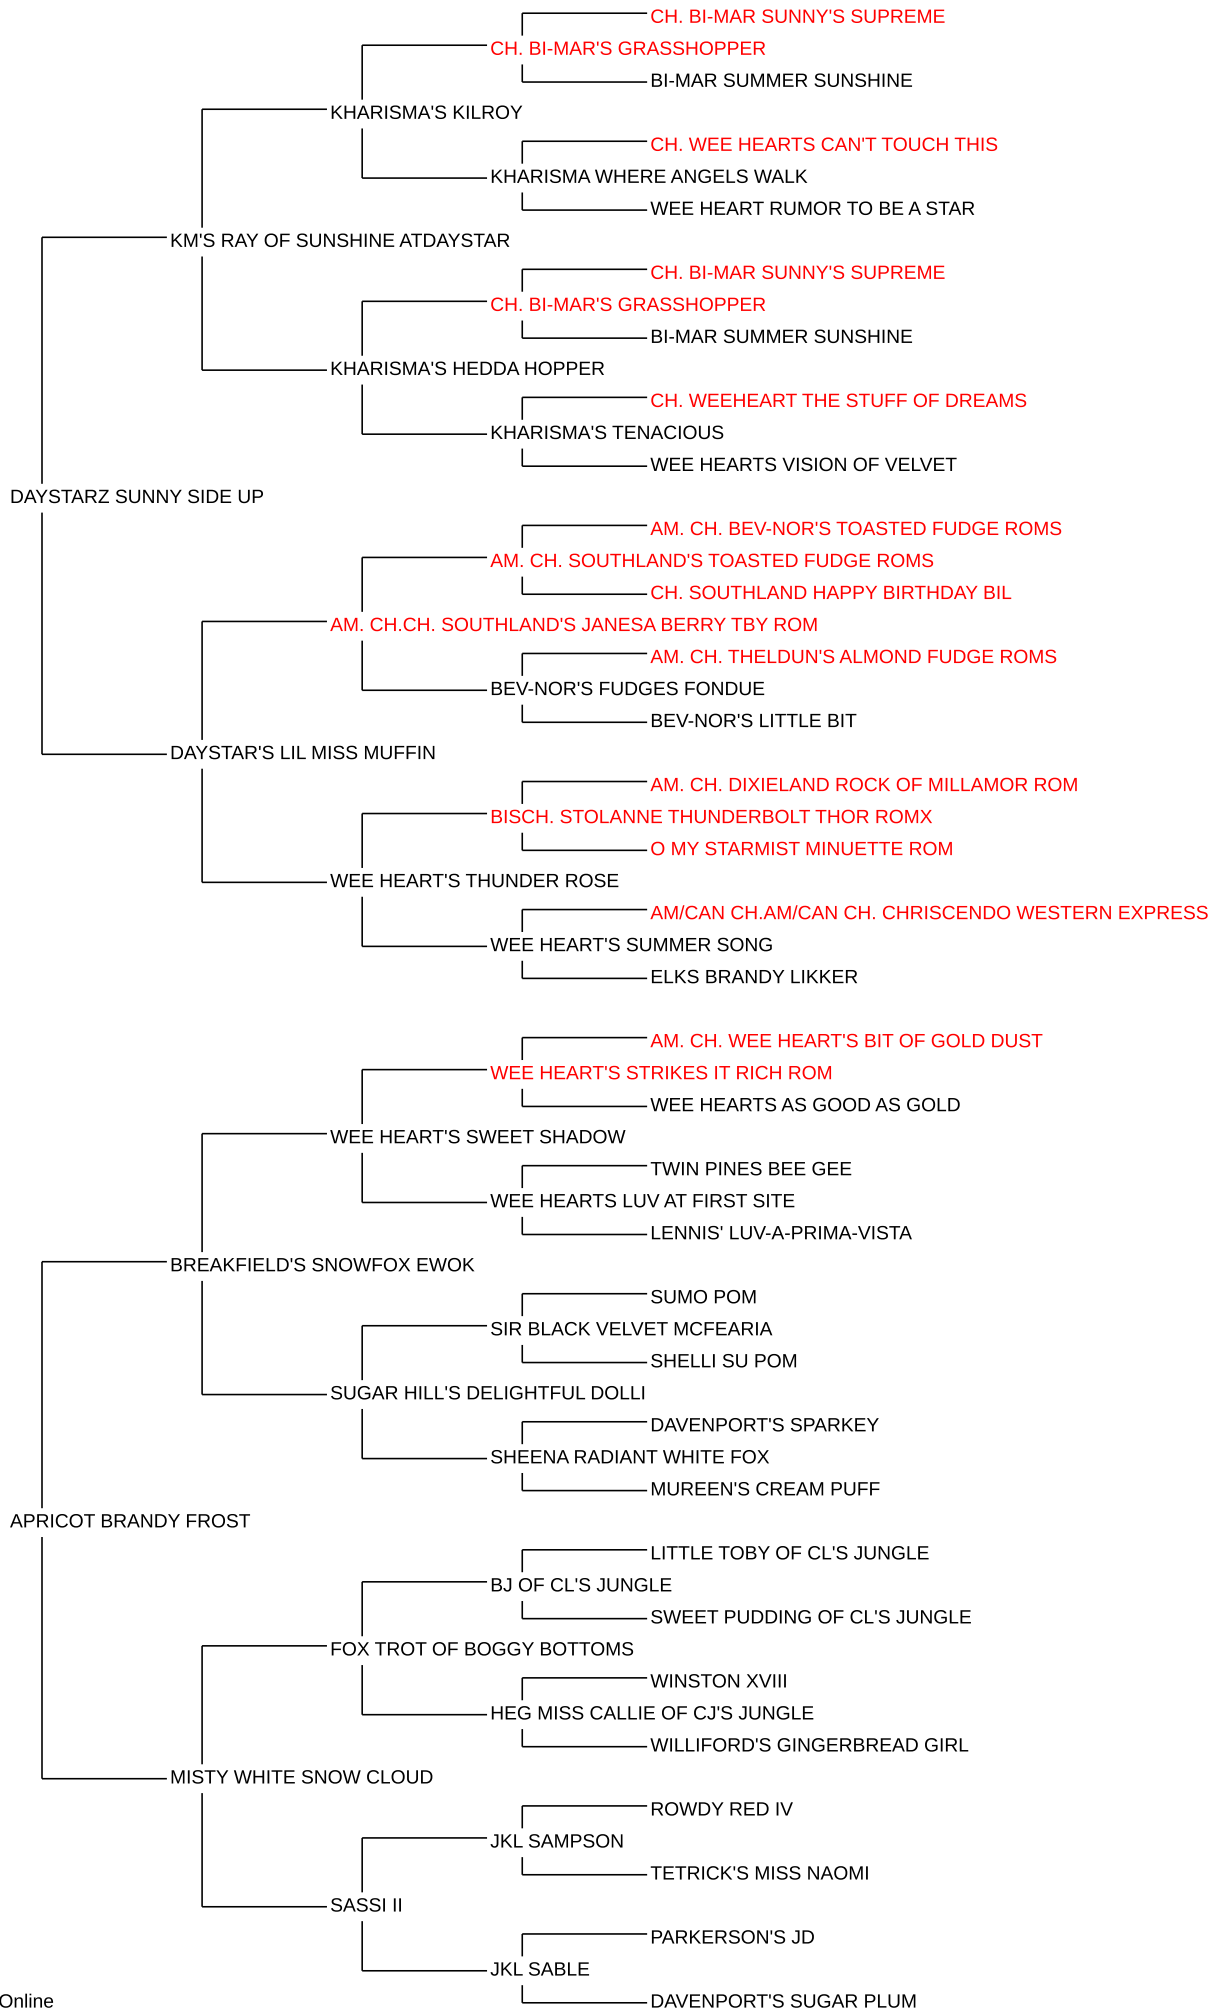 CH. BI-MAR SUNNY'S SUPREME
CH. BI-MAR'S GRASSHOPPER
BI-MAR SUMMER SUNSHINE
KHARISMA'S KILROY
CH. WEE HEARTS CAN'T TOUCH THIS
KHARISMA WHERE ANGELS WALK
WEE HEART RUMOR TO BE A STAR
KM'S RAY OF SUNSHINE ATDAYSTAR
CH. BI-MAR SUNNY'S SUPREME
CH. BI-MAR'S GRASSHOPPER
BI-MAR SUMMER SUNSHINE
KHARISMA'S HEDDA HOPPER
CH. WEEHEART THE STUFF OF DREAMS
KHARISMA'S TENACIOUS
WEE HEARTS VISION OF VELVET
DAYSTARZ SUNNY SIDE UP
AM. CH. BEV-NOR'S TOASTED FUDGE ROMS
AM. CH. SOUTHLAND'S TOASTED FUDGE ROMS
CH. SOUTHLAND HAPPY BIRTHDAY BIL
AM. CH.CH. SOUTHLAND'S JANESA BERRY TBY ROM
AM. CH. THELDUN'S ALMOND FUDGE ROMS
BEV-NOR'S FUDGES FONDUE
BEV-NOR'S LITTLE BIT
DAYSTAR'S LIL MISS MUFFIN
AM. CH. DIXIELAND ROCK OF MILLAMOR ROM
BISCH. STOLANNE THUNDERBOLT THOR ROMX
O MY STARMIST MINUETTE ROM
WEE HEART'S THUNDER ROSE
AM/CAN CH.AM/CAN CH. CHRISCENDO WESTERN EXPRESS
WEE HEART'S SUMMER SONG
ELKS BRANDY LIKKER
AM. CH. WEE HEART'S BIT OF GOLD DUST
WEE HEART'S STRIKES IT RICH ROM
WEE HEARTS AS GOOD AS GOLD
WEE HEART'S SWEET SHADOW
TWIN PINES BEE GEE
WEE HEARTS LUV AT FIRST SITE
LENNIS' LUV-A-PRIMA-VISTA
BREAKFIELD'S SNOWFOX EWOK
SUMO POM
SIR BLACK VELVET MCFEARIA
SHELLI SU POM
SUGAR HILL'S DELIGHTFUL DOLLI
DAVENPORT'S SPARKEY
SHEENA RADIANT WHITE FOX
MUREEN'S CREAM PUFF
APRICOT BRANDY FROST
LITTLE TOBY OF CL'S JUNGLE
BJ OF CL'S JUNGLE
SWEET PUDDING OF CL'S JUNGLE
FOX TROT OF BOGGY BOTTOMS
WINSTON XVIII
HEG MISS CALLIE OF CJ'S JUNGLE
WILLIFORD'S GINGERBREAD GIRL
MISTY WHITE SNOW CLOUD
ROWDY RED IV
JKL SAMPSON
TETRICK'S MISS NAOMI
SASSI II
PARKERSON'S JD
JKL SABLE
DAVENPORT'S SUGAR PLUM
Online